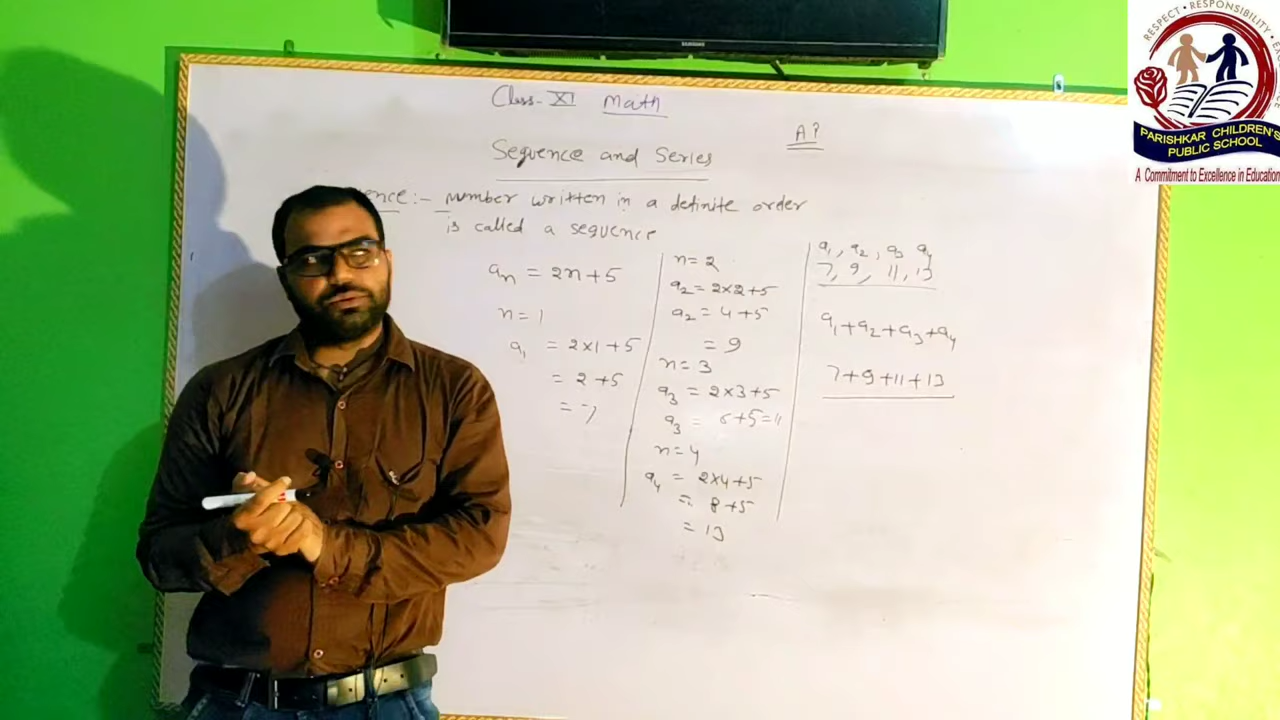 SAMSUNG
Class-XI Math
A?
Sequence and Series
ence:- number written in a definite order
is called a sequence
aₙ = 2n+5
n=1
a₁ = 2×1+5
= 2+5
= 7
n=2
a₂ = 2×2+5
a₂ = 4+5
= 9
n=3
a₃ = 2×3+5
a₃ = 6+5=11
n=4
a₄ = 2×4+5
= 8+5
= 13
a₁, a₂, a₃ a₄
7, 9, 11, 13
a₁+a₂+a₃+a₄
7+9+11+13
RESPECT • RESPONSIBILITY •
PARISHKAR CHILDREN'S
PUBLIC SCHOOL
A Commitment to Excellence in Education